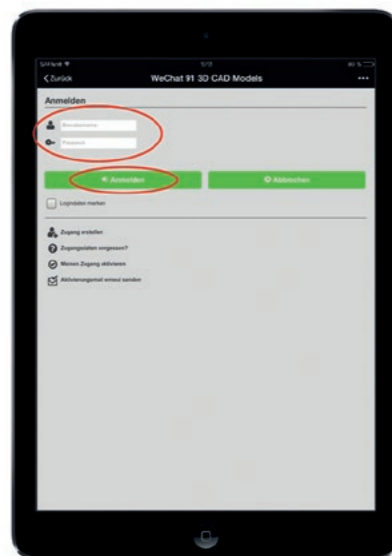 Zurück WeChat 91 3D CAD Models
Anmelden
Benutzername
Passwort
Anmelden Abbrechen
Logindaten merken
Zugang erstellen
Zugangsdaten vergessen?
Meinen Zugang aktivieren
Aktivierungsmail erneut senden